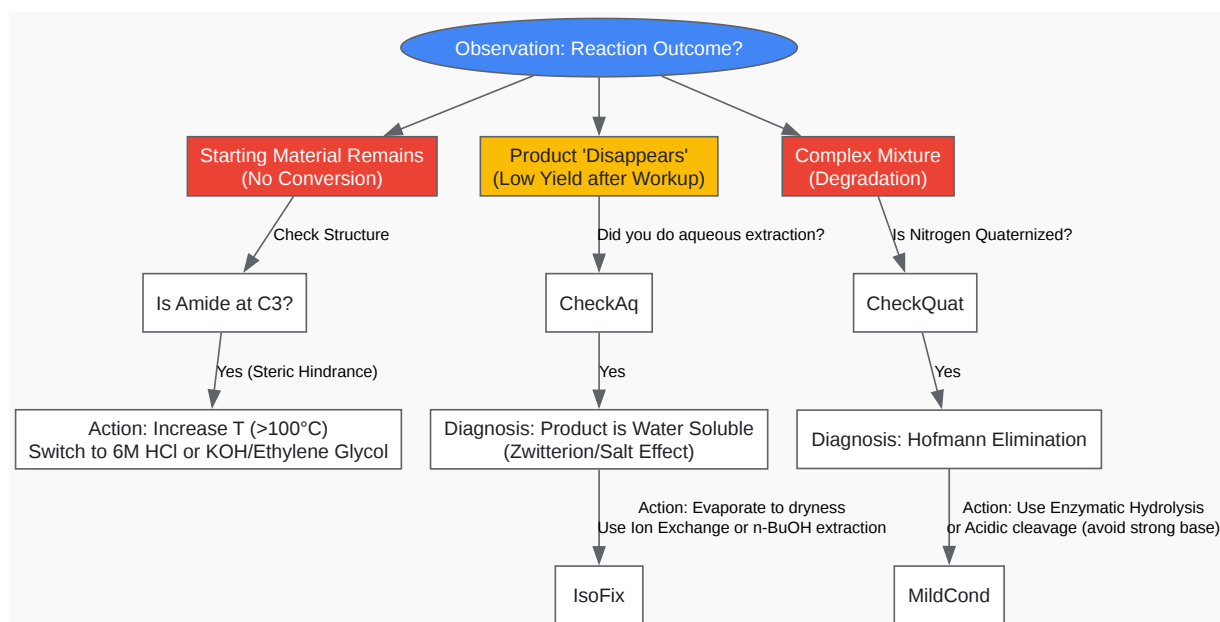 Observation: Reaction Outcome?
Starting Material Remains
(No Conversion)
Product 'Disappears'
(Low Yield after Workup)
Complex Mixture
(Degradation)
Check Structure
Did you do aqueous extraction?
Is Nitrogen Quaternized?
Is Amide at C3?
CheckAq
CheckQuat
Yes (Steric Hindrance)
Yes
Yes
Action: Increase T (>100°C)
Switch to 6M HCl or KOH/Ethylene Glycol
Diagnosis: Product is Water Soluble
(Zwitterion/Salt Effect)
Diagnosis: Hofmann Elimination
Action: Evaporate to dryness
Use Ion Exchange or n-BuOH extraction
Action: Use Enzymatic Hydrolysis
or Acidic cleavage (avoid strong base)
IsoFix
MildCond